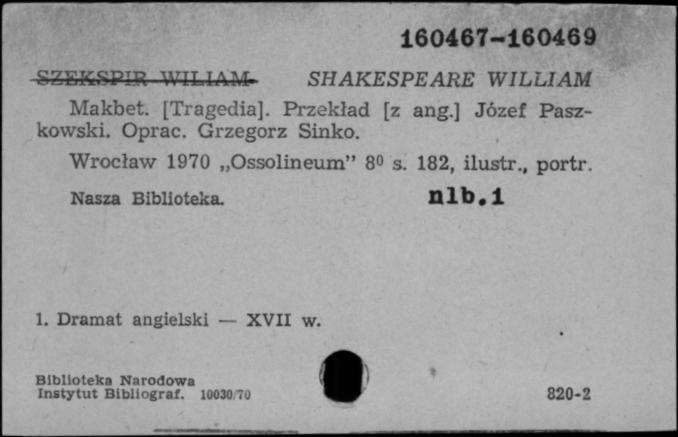 160467-160469
SZEKSPIR WILIAM SHAKESPEARE WILLIAM
Makbet. [Tragedia]. Przekład [z ang.] Józef Pasz-
kowski. Oprac. Grzegorz Sinko.
Wrocław 1970 „Ossolineum” 8⁰ s. 182, ilustr., portr.
Nasza Biblioteka. nlb.1
1. Dramat angielski — XVII w.
Biblioteka Narodowa
Instytut Bibliograf. 10030/70 820-2